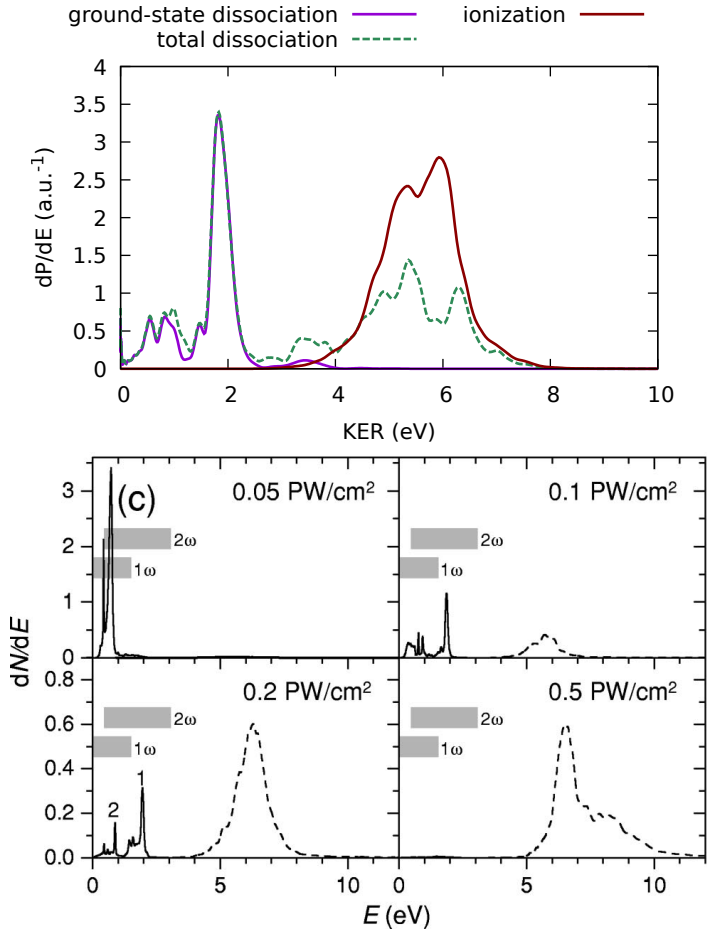 ground-state dissociation
total dissociation
ionization
4
3.5
3
2.5
2
1.5
1
0.5
0
dP/dE (a.u.⁻¹)
0 2 4 6 8 10
KER (eV)
(c)
0.05 PW/cm²
2ω
1ω
3
2
1
0
0.1 PW/cm²
2ω
1ω
dN/dE
0.2 PW/cm²
2ω
1ω
1
2
0.8
0.6
0.4
0.2
0.0
0 5 10
0.5 PW/cm²
2ω
1ω
0 5 10
E (eV)